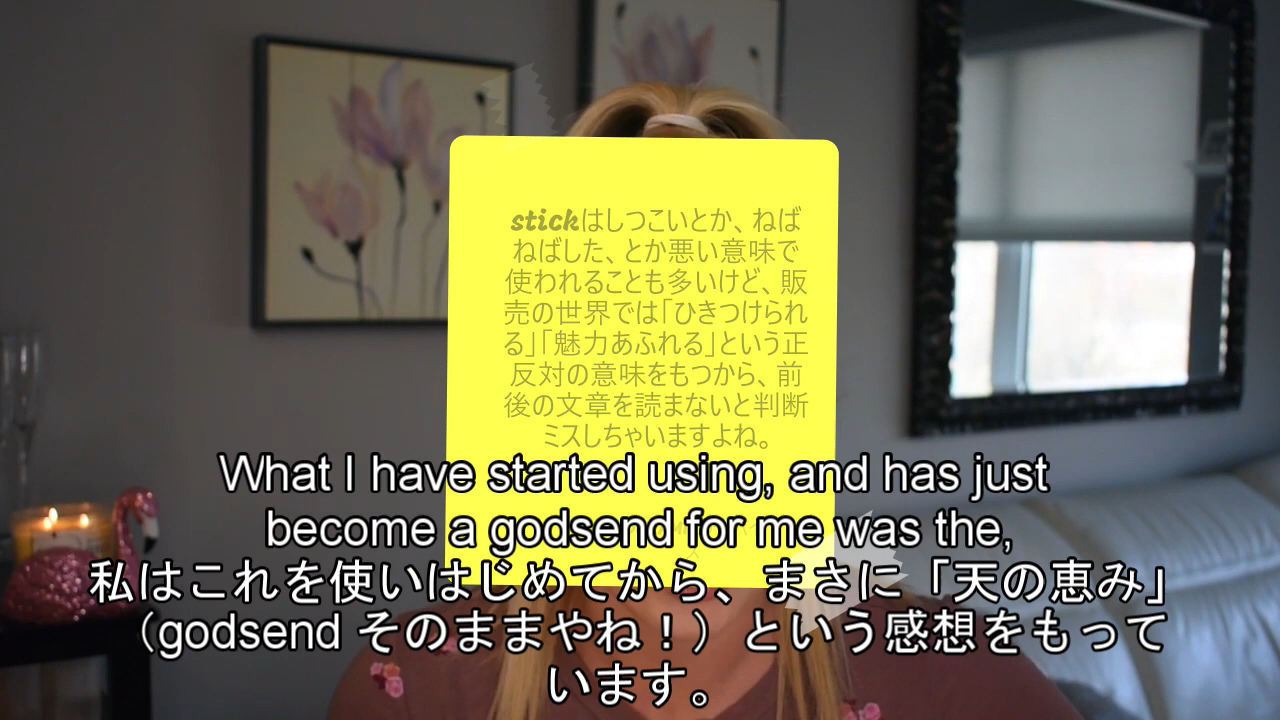 stickはしつこいとか、ねば
ねばした、とか悪い意味で
使われることも多いけど、販
売の世界では「ひきつけられ
る」「魅力あふれる」という正
反対の意味をもつから、前
後の文章を読まないと判断
ミスしちゃいますよね。
What I have started using, and has just
become a godsend for me was the,
私はこれを使いはじめてから、まさに「天の恵み」
（godsend そのままやね！）という感想をもって
います。